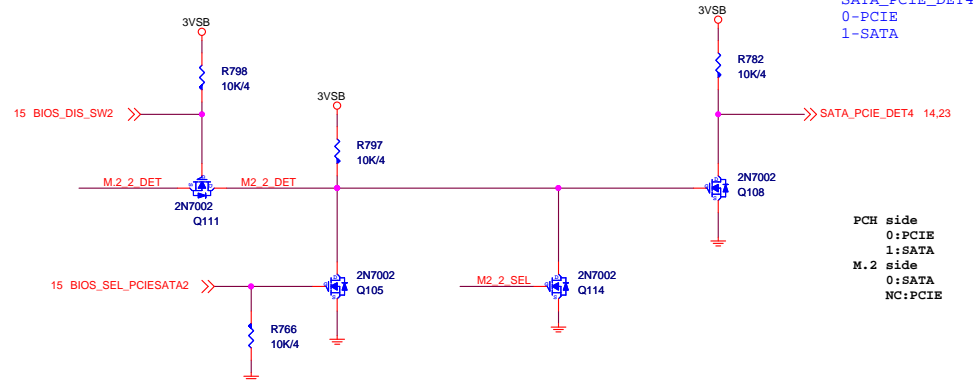 SATA_PCIE_DET4
0-PCIE
1-SATA
3VSB
R798
10K/4
15 BIOS_DIS_SW2
3VSB
R797
10K/4
3VSB
R782
10K/4
SATA_PCIE_DET4 14,23
M.2_2_DET
M2_2_DET
2N7002
Q111
2N7002
Q108
15 BIOS_SEL_PCIESATA2
R766
10K/4
2N7002
Q105
M2_2_SEL
2N7002
Q114
PCH side
0:PCIE
1:SATA
M.2 side
0:SATA
NC:PCIE